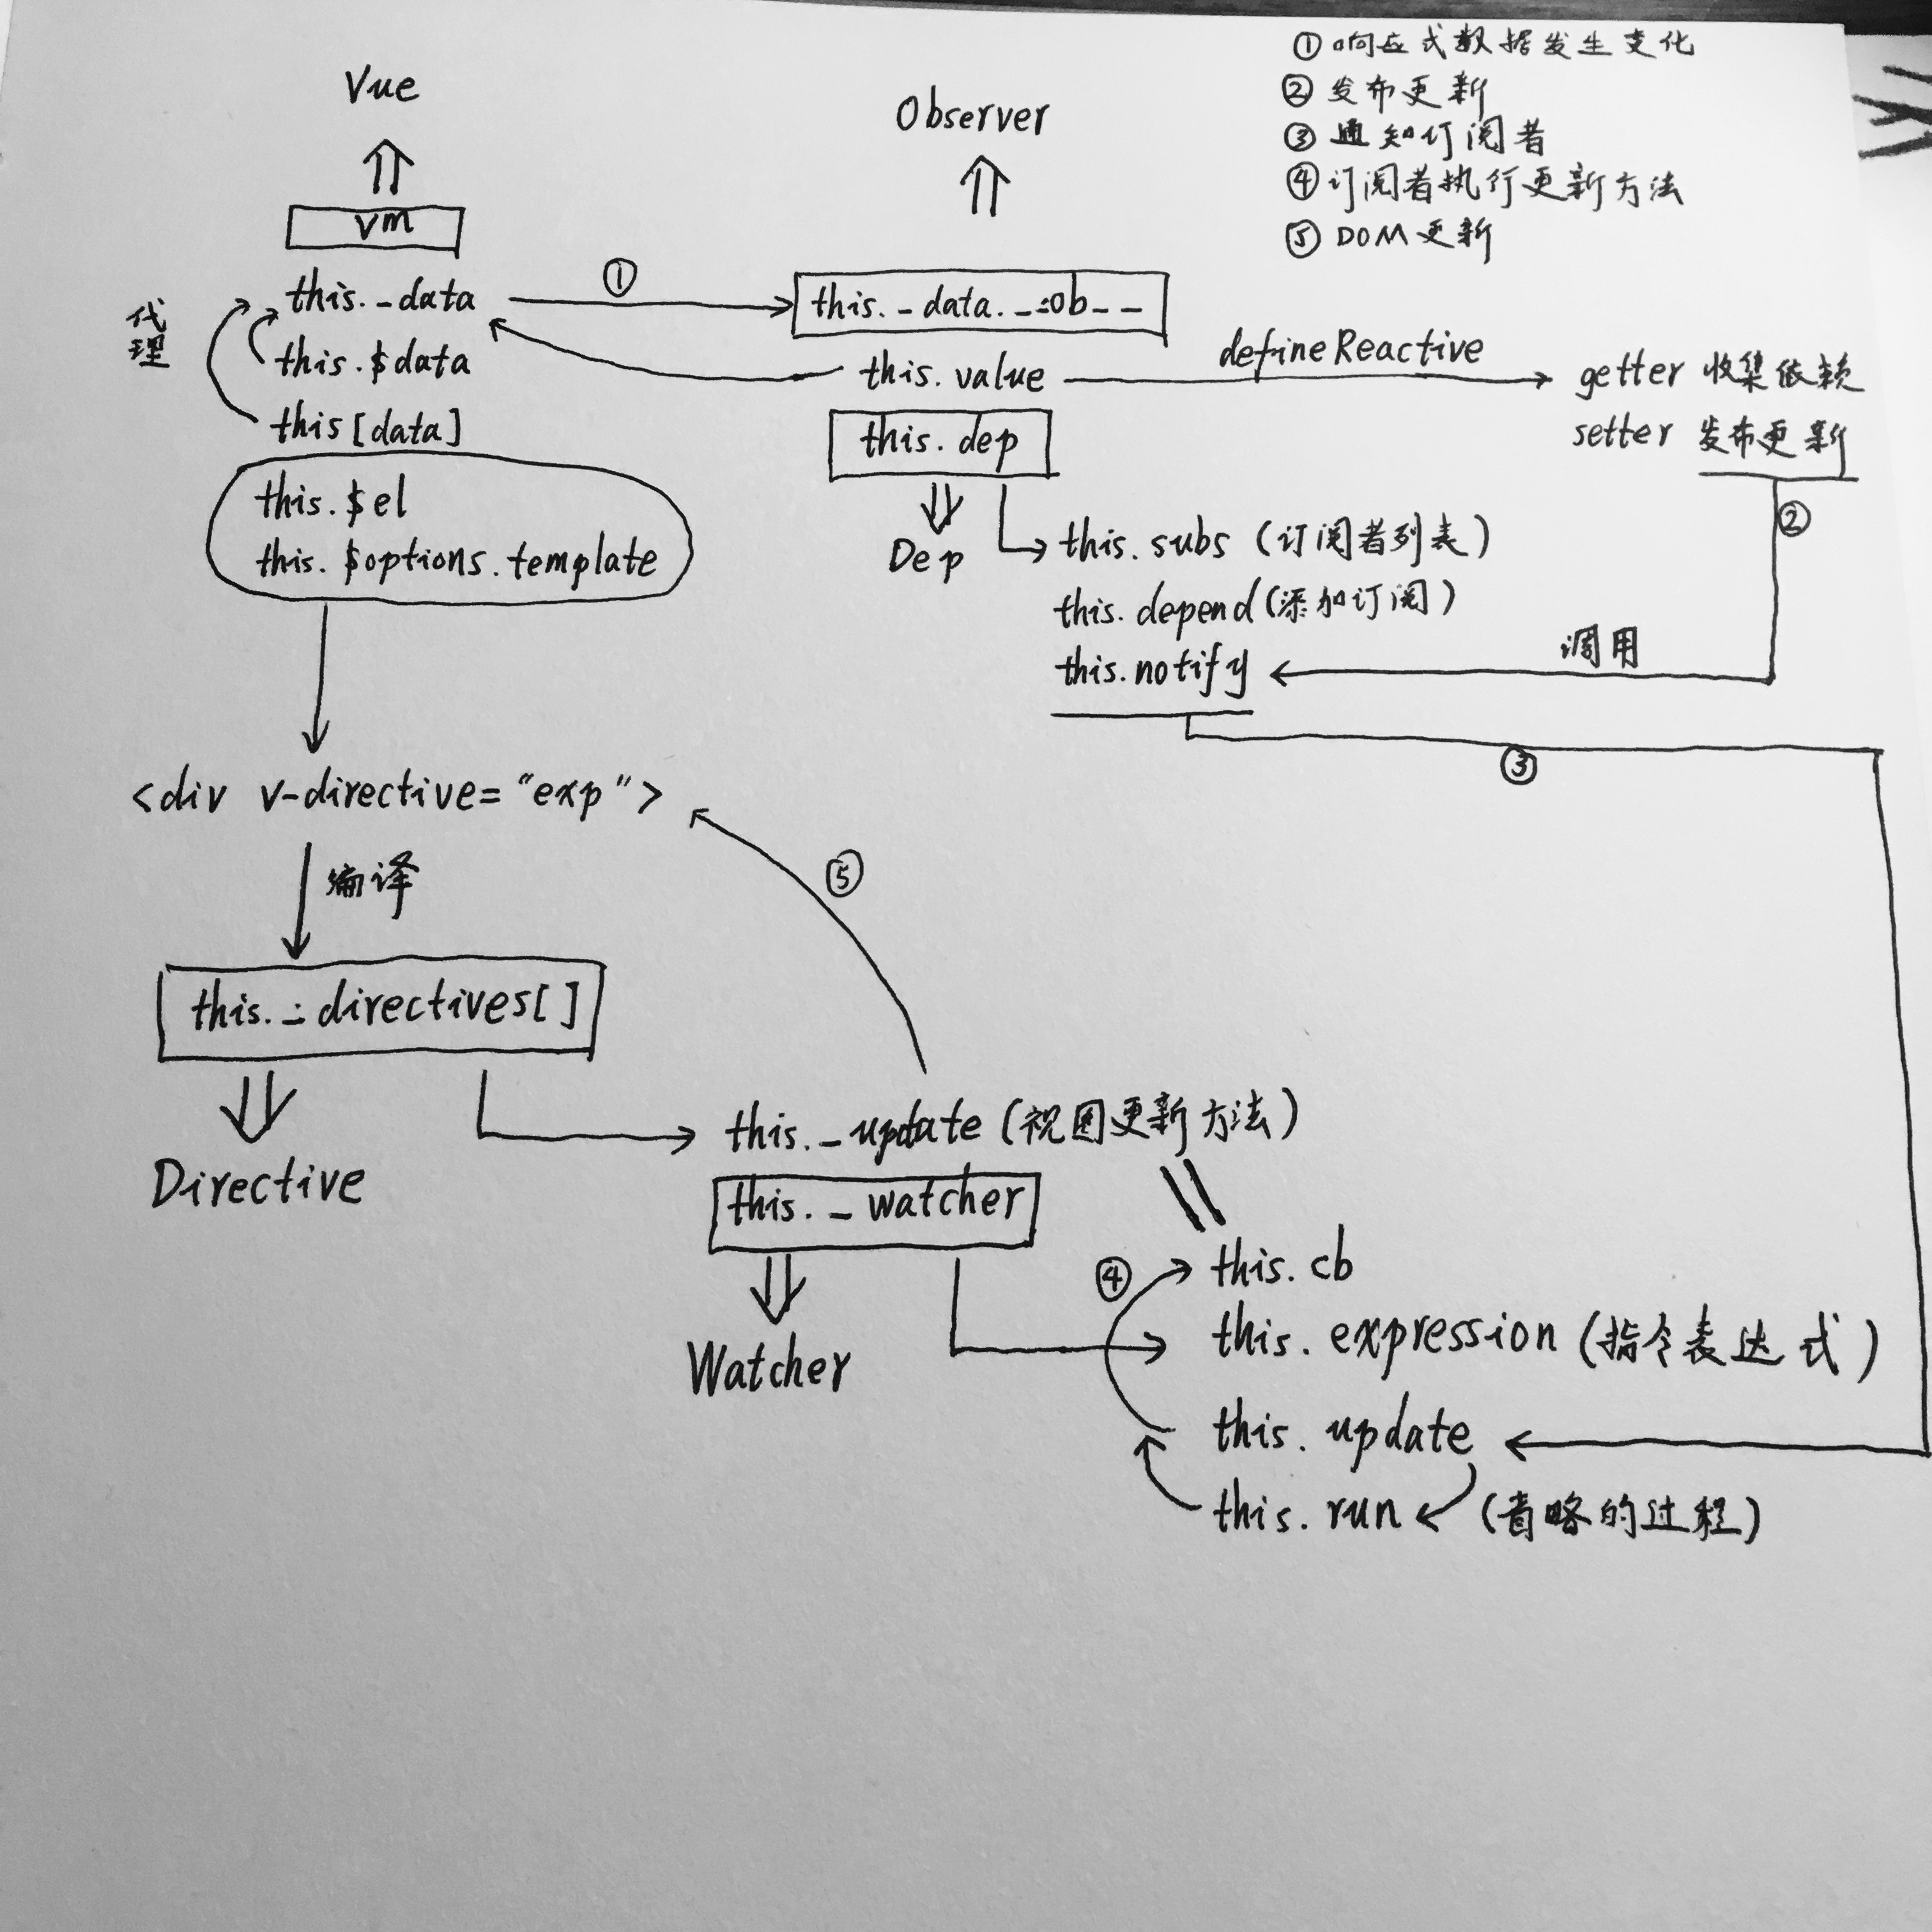 Vue
Observer
① 响应式数据发生变化
② 发布更新
③ 通知订阅者
④ 订阅者执行更新方法
⑤ DOM更新
vm
代理
this._data
①
this._data.__ob__
this.$data
this.value
defineReactive
getter 收集依赖
this[data]
this.dep
setter 发布更新
this.$el
this.$options.template
Dep
this.subs (订阅者列表)
②
this.depend(添加订阅)
this.notify
调用
③
<div v-directive="exp">
编译
⑤
this._directives[]
Directive
this._update (视图更新方法)
this._watcher
Watcher
④
this.cb
this.expression (指令表达式)
this.update
this.run (省略的过程)